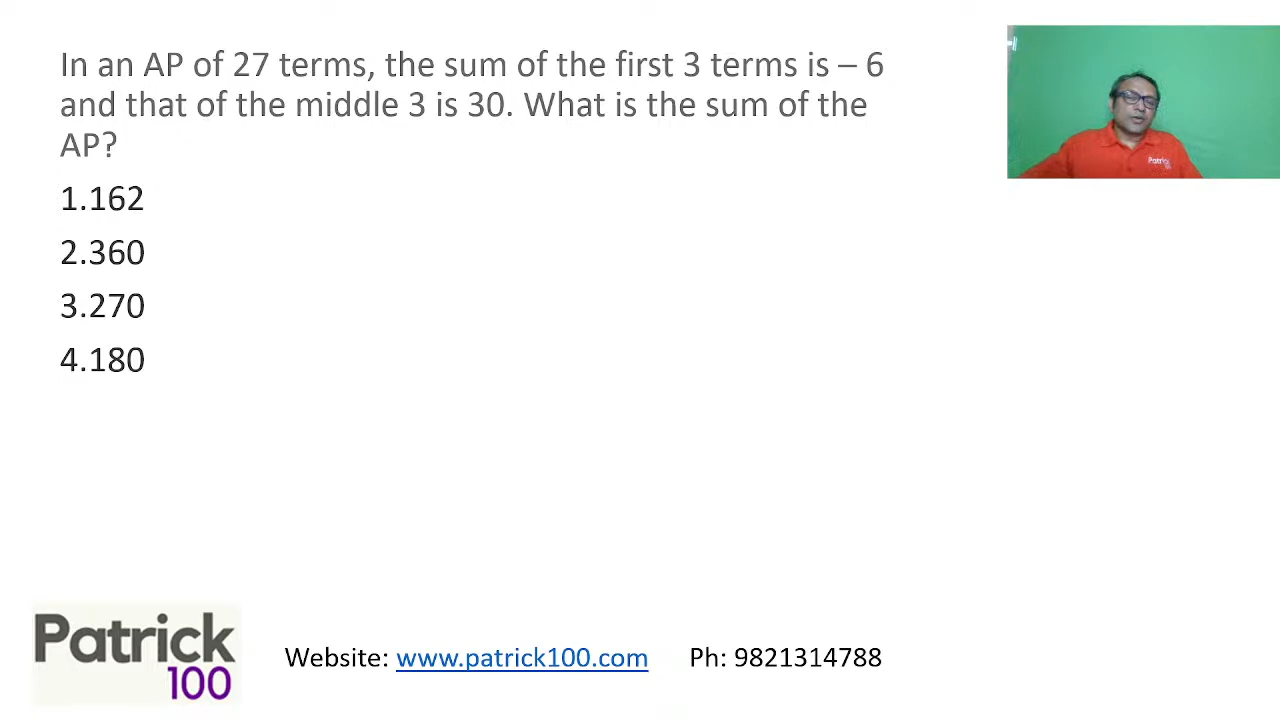 In an AP of 27 terms, the sum of the first 3 terms is – 6
and that of the middle 3 is 30. What is the sum of the
AP?
1.162
2.360
3.270
4.180
Patrick
100
Website: www.patrick100.com Ph: 9821314788